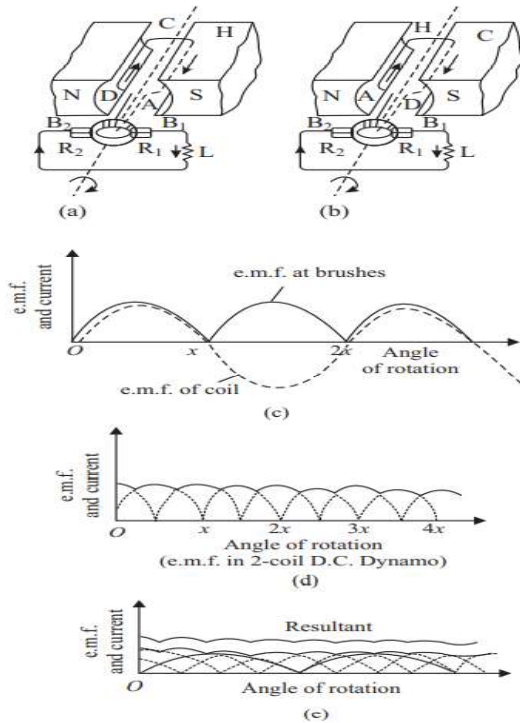 C H H C
N D A S N A D S
B2 B1 B2 B1
R2 R1 L R2 R1 L
(a) (b)
e.m.f. at brushes
e.m.f.
and current
O x 2x Angle
of rotation
e.m.f. of coil
(c)
e.m.f.
and current
O x 2x 3x 4x
Angle of rotation
(e.m.f. in 2-coil D.C. Dynamo)
(d)
Resultant
e.m.f.
and current
O
Angle of rotation
(e)